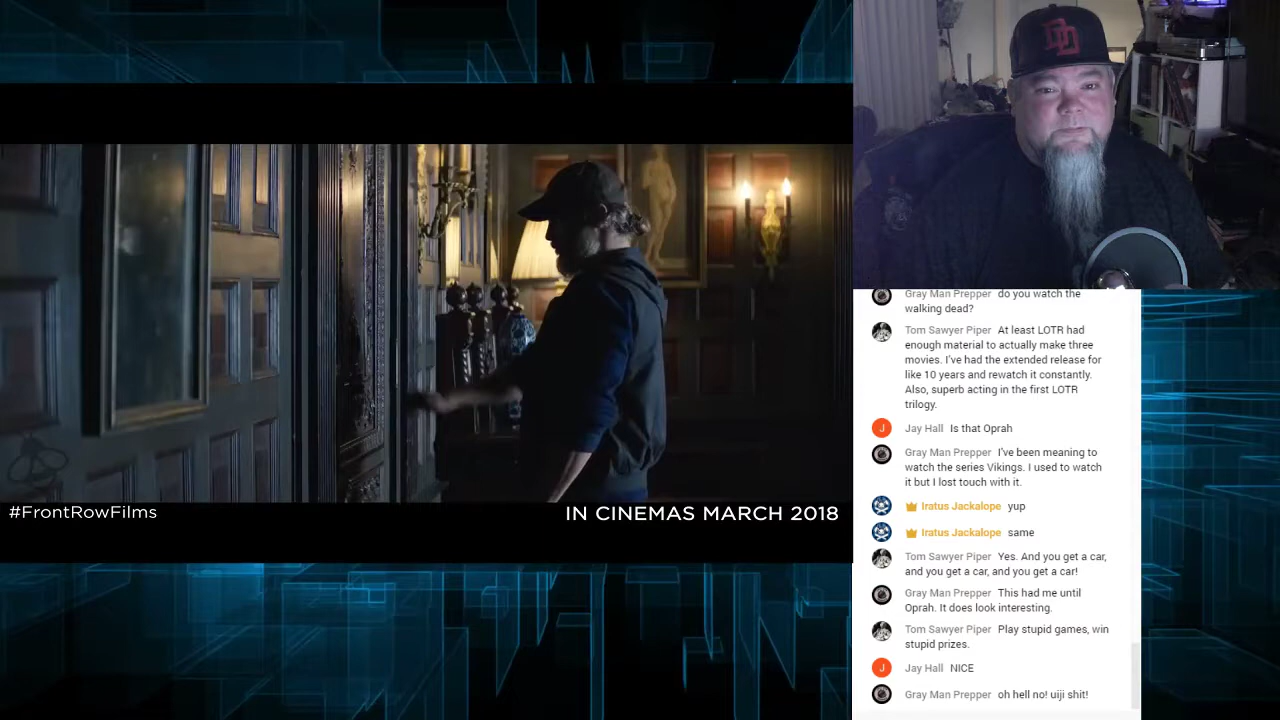 DD
#FrontRowFilms
IN CINEMAS MARCH 2018
Gray Man Prepper do you watch the
walking dead?
Tom Sawyer Piper At least LOTR had
enough material to actually make three
movies. I've had the extended release for
like 10 years and rewatch it constantly.
Also, superb acting in the first LOTR
trilogy.
J Jay Hall Is that Oprah
Gray Man Prepper I've been meaning to
watch the series Vikings. I used to watch
it but I lost touch with it.
Iratus Jackalope yup
Iratus Jackalope same
Tom Sawyer Piper Yes. And you get a car,
and you get a car, and you get a car!
Gray Man Prepper This had me until
Oprah. It does look interesting.
Tom Sawyer Piper Play stupid games, win
stupid prizes.
J Jay Hall NICE
Gray Man Prepper oh hell no! uiji shit!